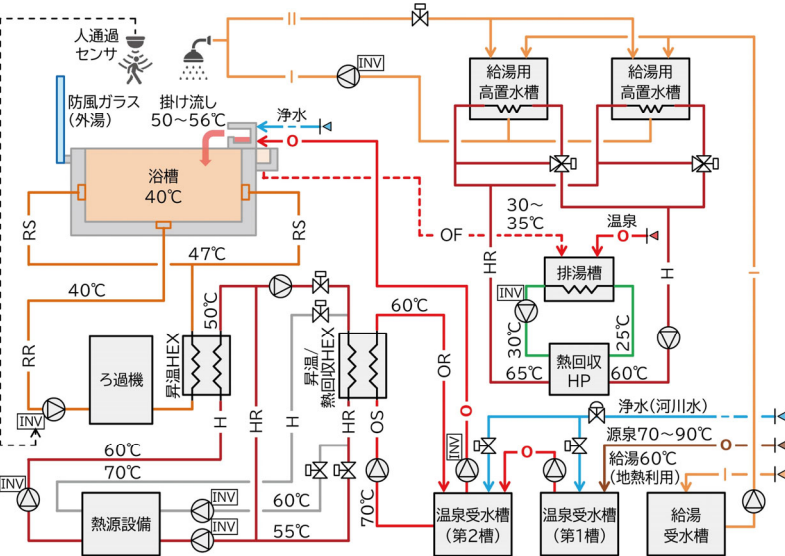 人通過
センサ
防風ガラス
(外湯)
掛け流し
50～56℃
浄水
O
浴槽
40℃
RS
RS
47℃
40℃
RR
ろ過機
INV
昇温HEX
50℃
H
HR
H
昇温/
熱回収HEX
HR
OS
60℃
OR
O
INV
60℃
70℃
INV
熱源設備
INV
60℃
INV
55℃
70℃
II
I
INV
給湯用
高置水槽
給湯用
高置水槽
30～
35℃
OF
温泉
O
排湯槽
INV
30℃
25℃
熱回収
HP
65℃
60℃
HR
H
I
浄水(河川水)
源泉70～90℃
O
給湯60℃
(地熱利用)
I
O
温泉受水槽
(第2槽)
温泉受水槽
(第1槽)
給湯
受水槽